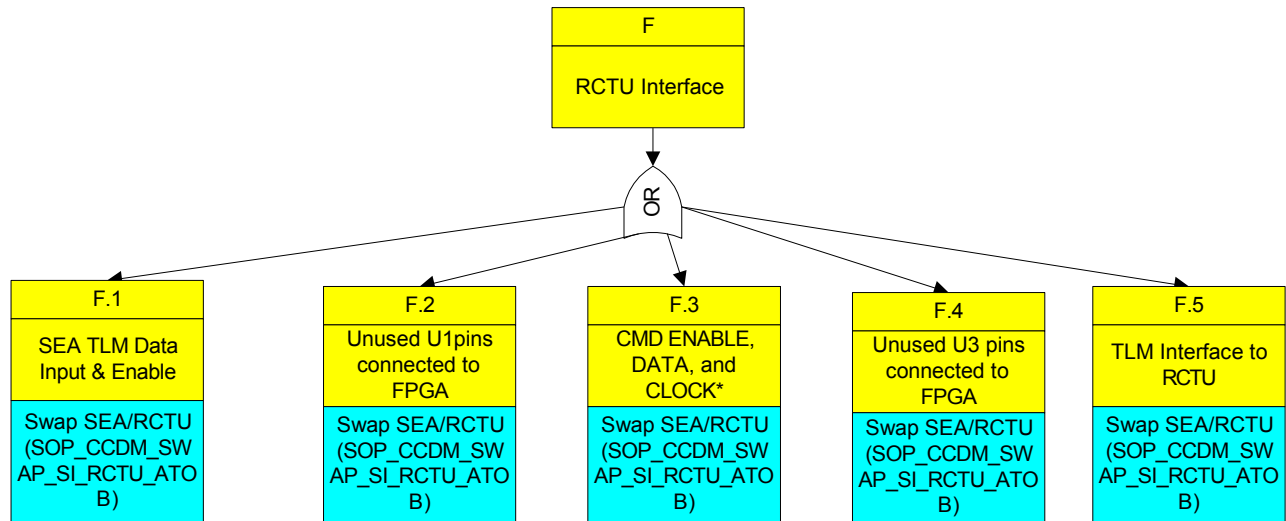 F
RCTU Interface
OR
F.1
SEA TLM Data
Input & Enable
Swap SEA/RCTU
(SOP_CCDM_SW
AP_SI_RCTU_ATO
B)
F.2
Unused U1pins
connected to
FPGA
Swap SEA/RCTU
(SOP_CCDM_SW
AP_SI_RCTU_ATO
B)
F.3
CMD ENABLE,
DATA, and
CLOCK*
Swap SEA/RCTU
(SOP_CCDM_SW
AP_SI_RCTU_ATO
B)
F.4
Unused U3 pins
connected to
FPGA
Swap SEA/RCTU
(SOP_CCDM_SW
AP_SI_RCTU_ATO
B)
F.5
TLM Interface to
RCTU
Swap SEA/RCTU
(SOP_CCDM_SW
AP_SI_RCTU_ATO
B)